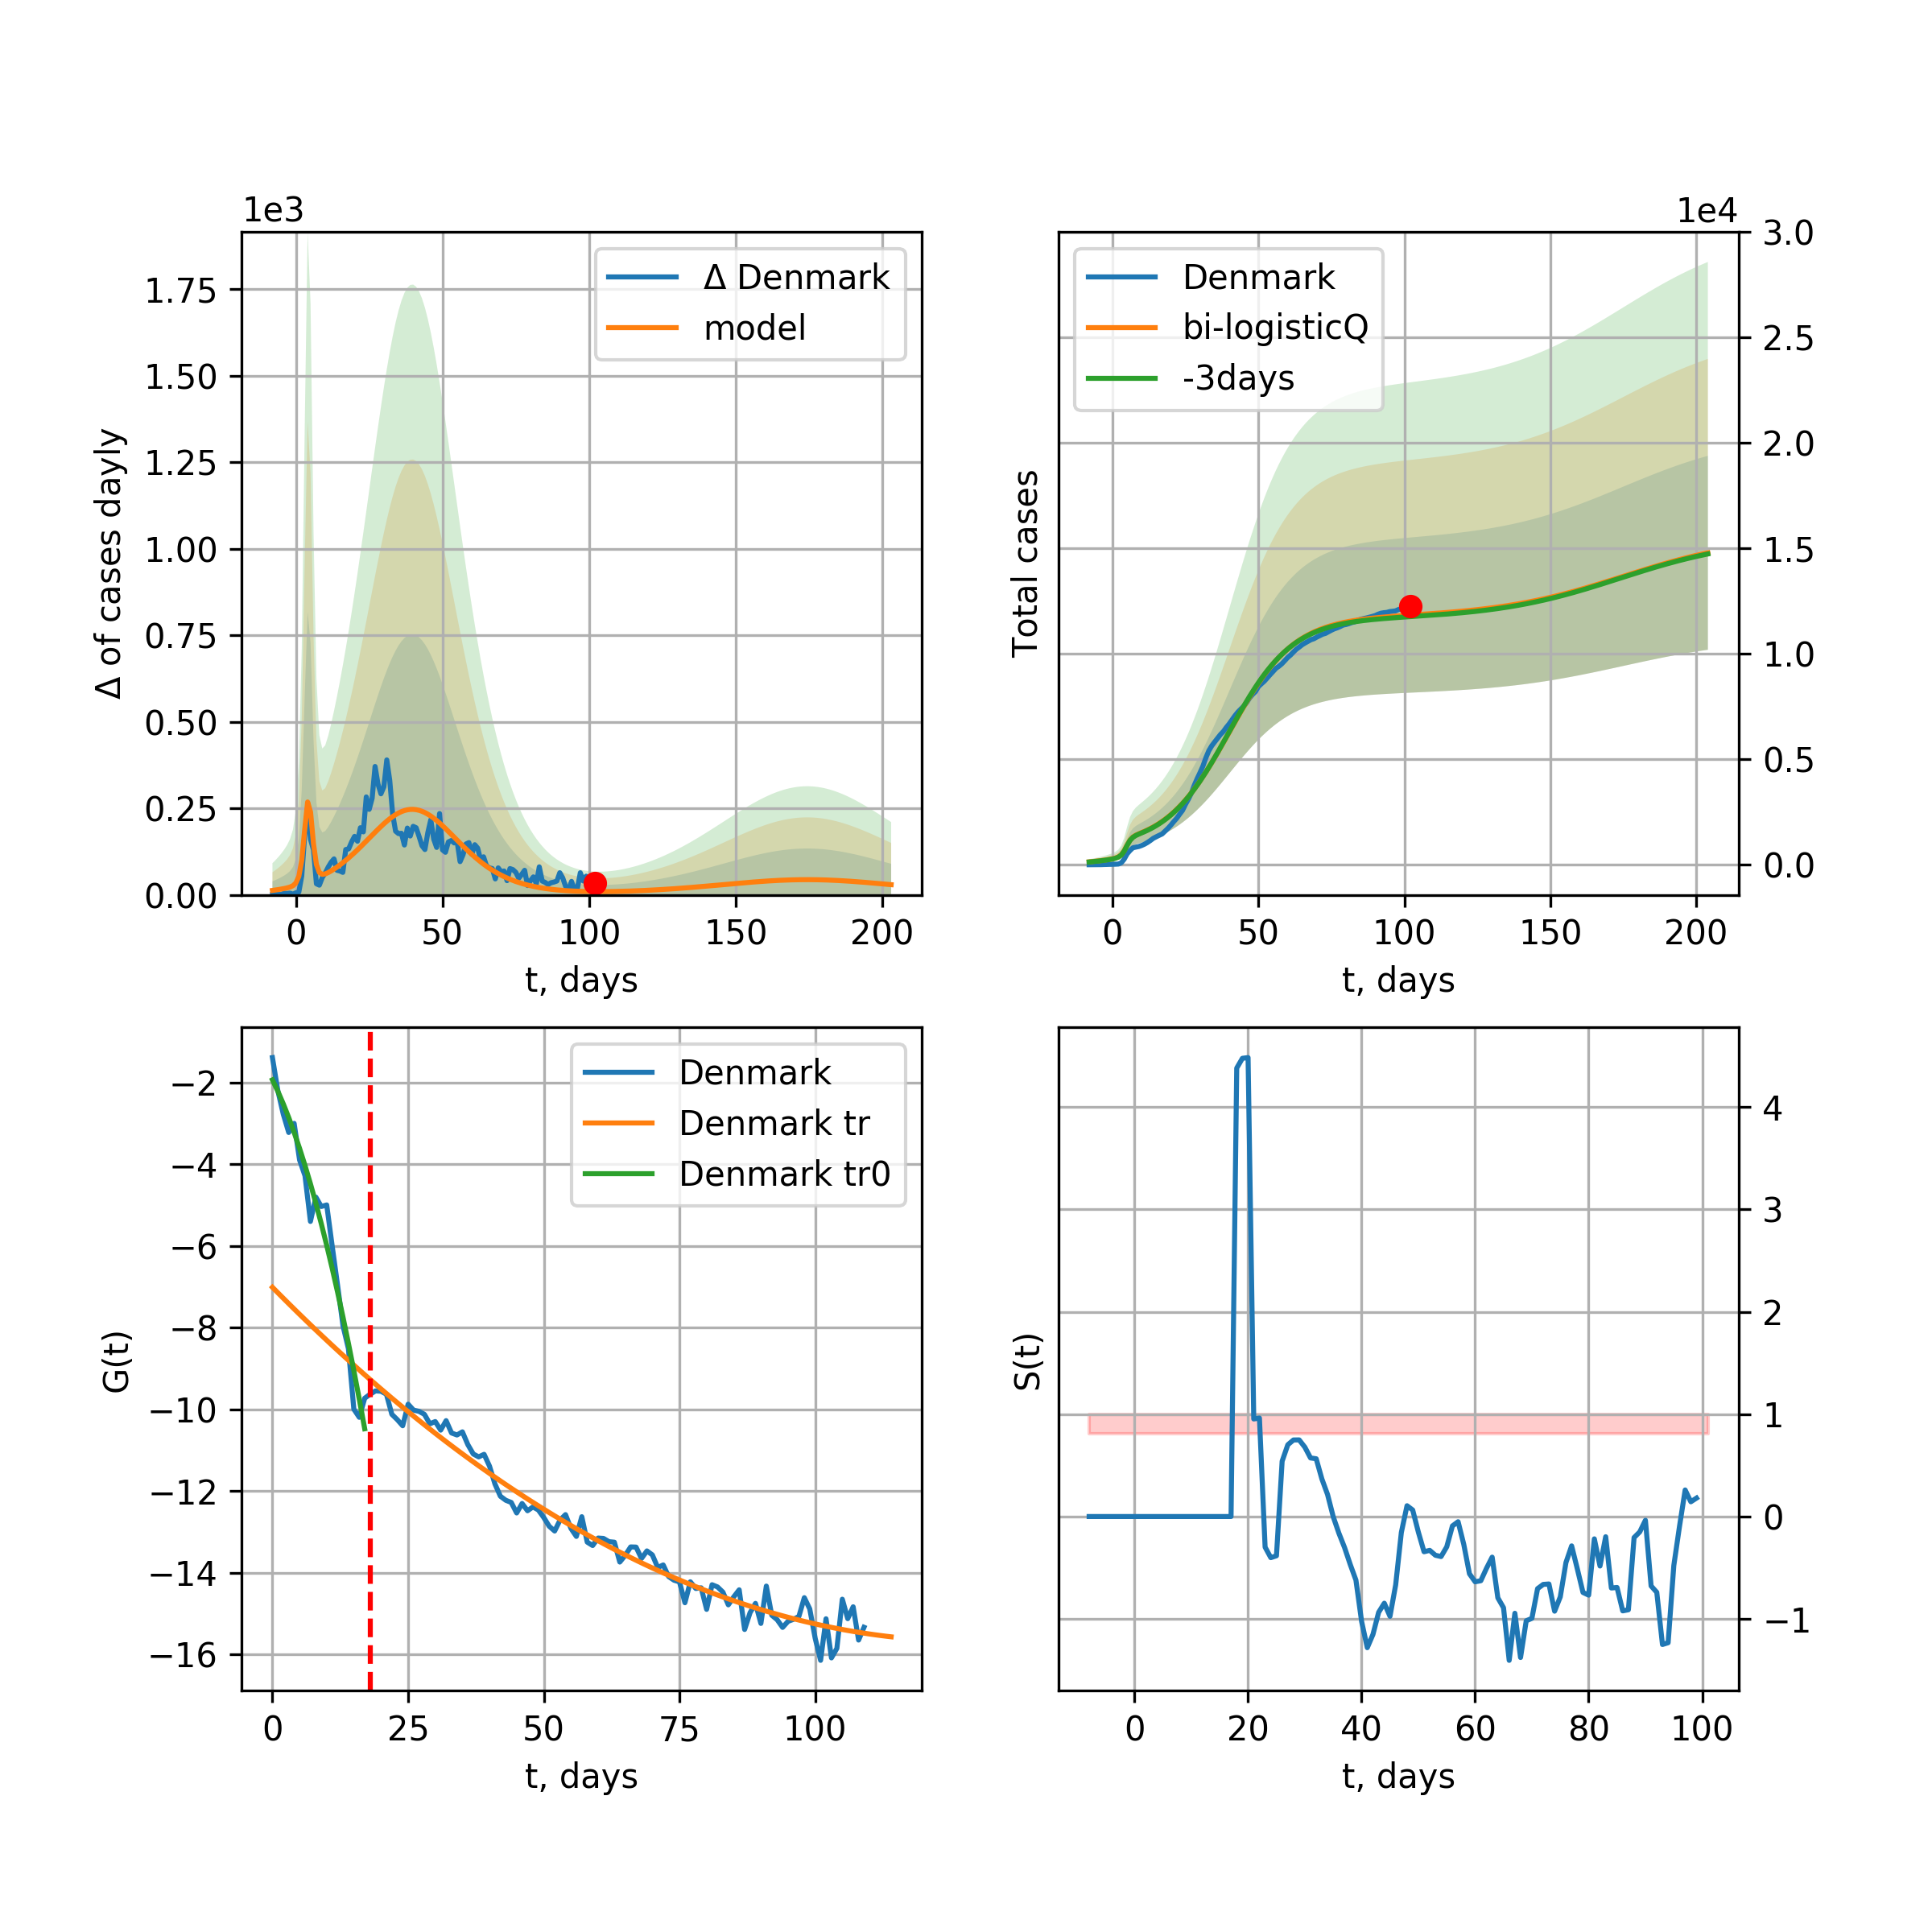 1e3
Δ of cases dayly
1.75
1.50
1.25
1.00
0.75
0.50
0.25
0.00
Δ Denmark
model
0 50 100 150 200
t, days
1e4
Total cases
Denmark
bi-logisticQ
-3days
3.0
2.5
2.0
1.5
1.0
0.5
0.0
0 50 100 150 200
t, days
G(t)
−2
−4
−6
−8
−10
−12
−14
−16
Denmark
Denmark tr
Denmark tr0
0 25 50 75 100
t, days
S(t)
4
3
2
1
0
−1
0 20 40 60 80 100
t, days